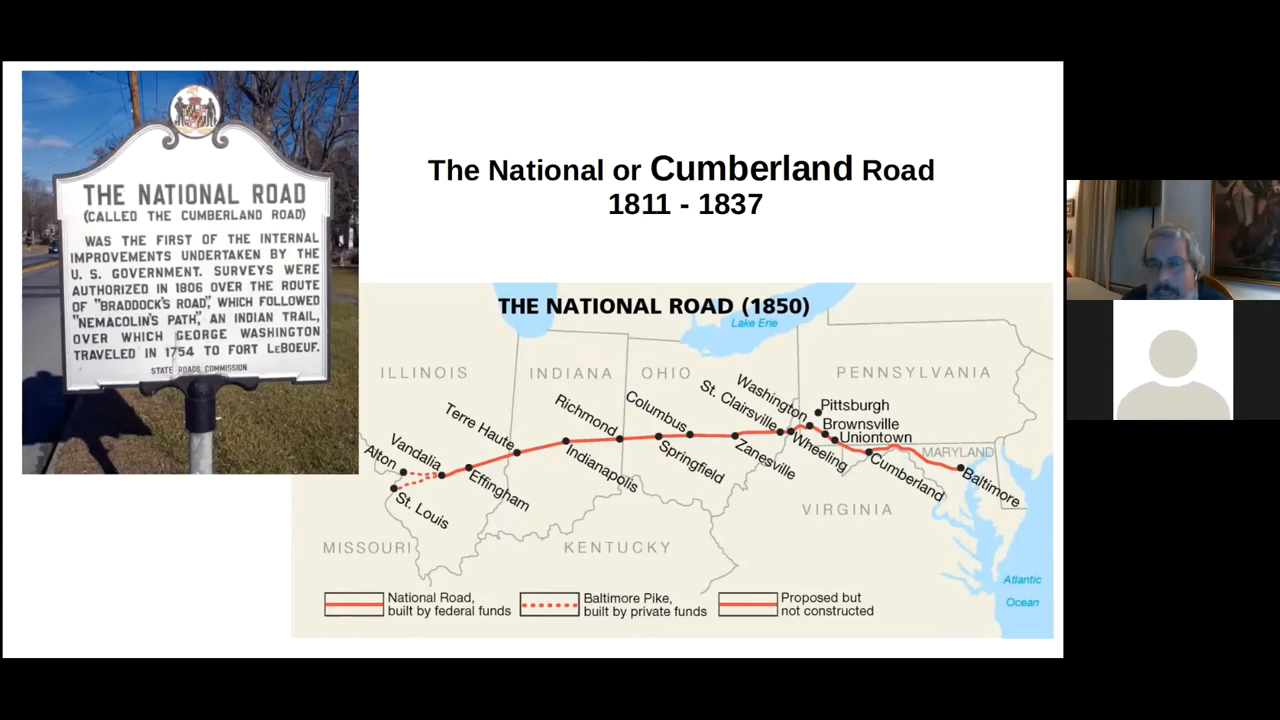 THE NATIONAL ROAD
(CALLED THE CUMBERLAND ROAD)
WAS THE FIRST OF THE INTERNAL
IMPROVEMENTS UNDERTAKEN BY THE
U. S. GOVERNMENT. SURVEYS WERE
AUTHORIZED IN 1806 OVER THE ROUTE
OF "BRADDOCK'S ROAD", WHICH FOLLOWED
"NEMACOLIN'S PATH", AN INDIAN TRAIL,
OVER WHICH GEORGE WASHINGTON
TRAVELED IN 1754 TO FORT LEBOEUF.
STATE ROADS COMMISSION
The National or Cumberland Road
1811 - 1837
THE NATIONAL ROAD (1850)
Lake Erie
ILLINOIS
INDIANA
OHIO
PENNSYLVANIA
MARYLAND
VIRGINIA
KENTUCKY
MISSOURI
Alton
St. Louis
Vandalia
Effingham
Terre Haute
Indianapolis
Richmond
Springfield
Columbus
Zanesville
St. Clairsville
Wheeling
Washington
Pittsburgh
Brownsville
Uniontown
Cumberland
Baltimore
Atlantic
Ocean
National Road,
built by federal funds
Baltimore Pike,
built by private funds
Proposed but
not constructed